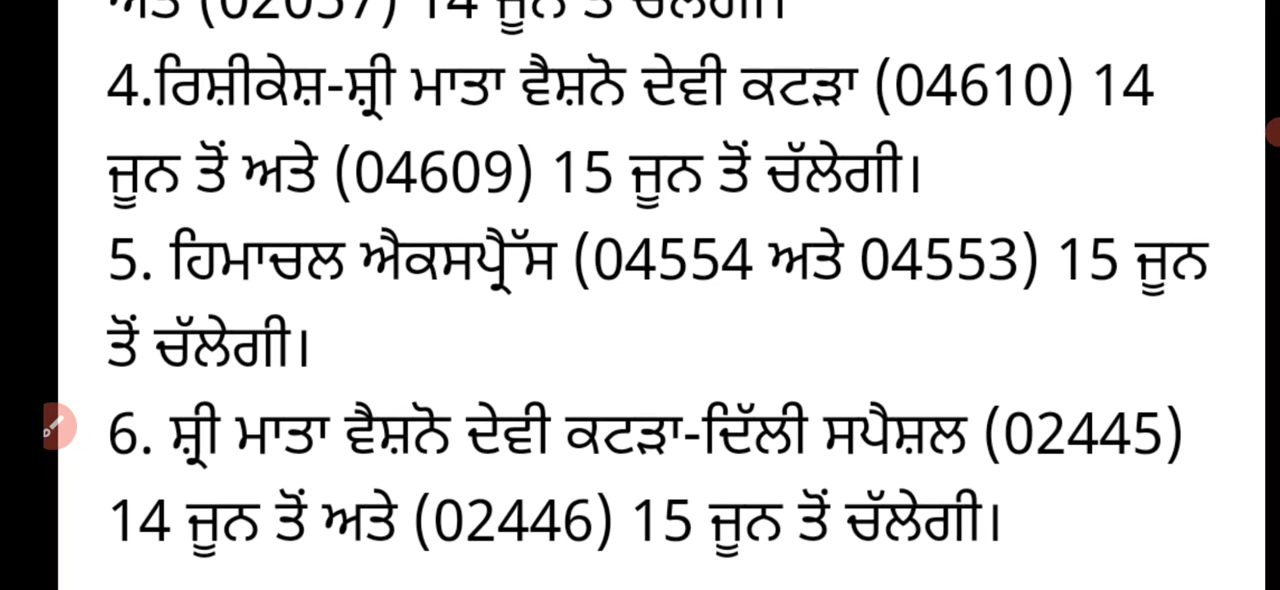 14 ਜੂਨ ਤੋਂ ਚੱਲੇਗੀ।
4.ਰਿਸ਼ੀਕੇਸ਼-ਸ਼੍ਰੀ ਮਾਤਾ ਵੈਸ਼ਨੋ ਦੇਵੀ ਕਟੜਾ (04610) 14
ਜੂਨ ਤੋਂ ਅਤੇ (04609) 15 ਜੂਨ ਤੋਂ ਚੱਲੇਗੀ।
5. ਹਿਮਾਚਲ ਐਕਸਪ੍ਰੈੱਸ (04554 ਅਤੇ 04553) 15 ਜੂਨ
ਤੋਂ ਚੱਲੇਗੀ।
6. ਸ਼੍ਰੀ ਮਾਤਾ ਵੈਸ਼ਨੋ ਦੇਵੀ ਕਟੜਾ-ਦਿੱਲੀ ਸਪੈਸ਼ਲ (02445)
14 ਜੂਨ ਤੋਂ ਅਤੇ (02446) 15 ਜੂਨ ਤੋਂ ਚੱਲੇਗੀ।